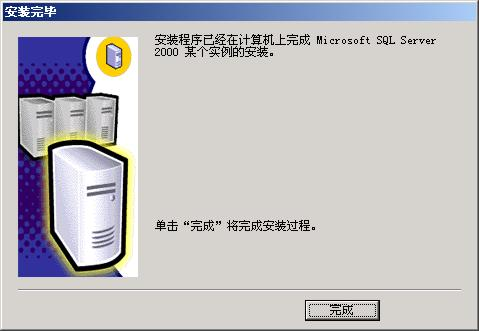 安装完毕
安装程序已经在计算机上完成 Microsoft SQL Server
2000 某个实例的安装。
单击“完成”将完成安装过程。
完成